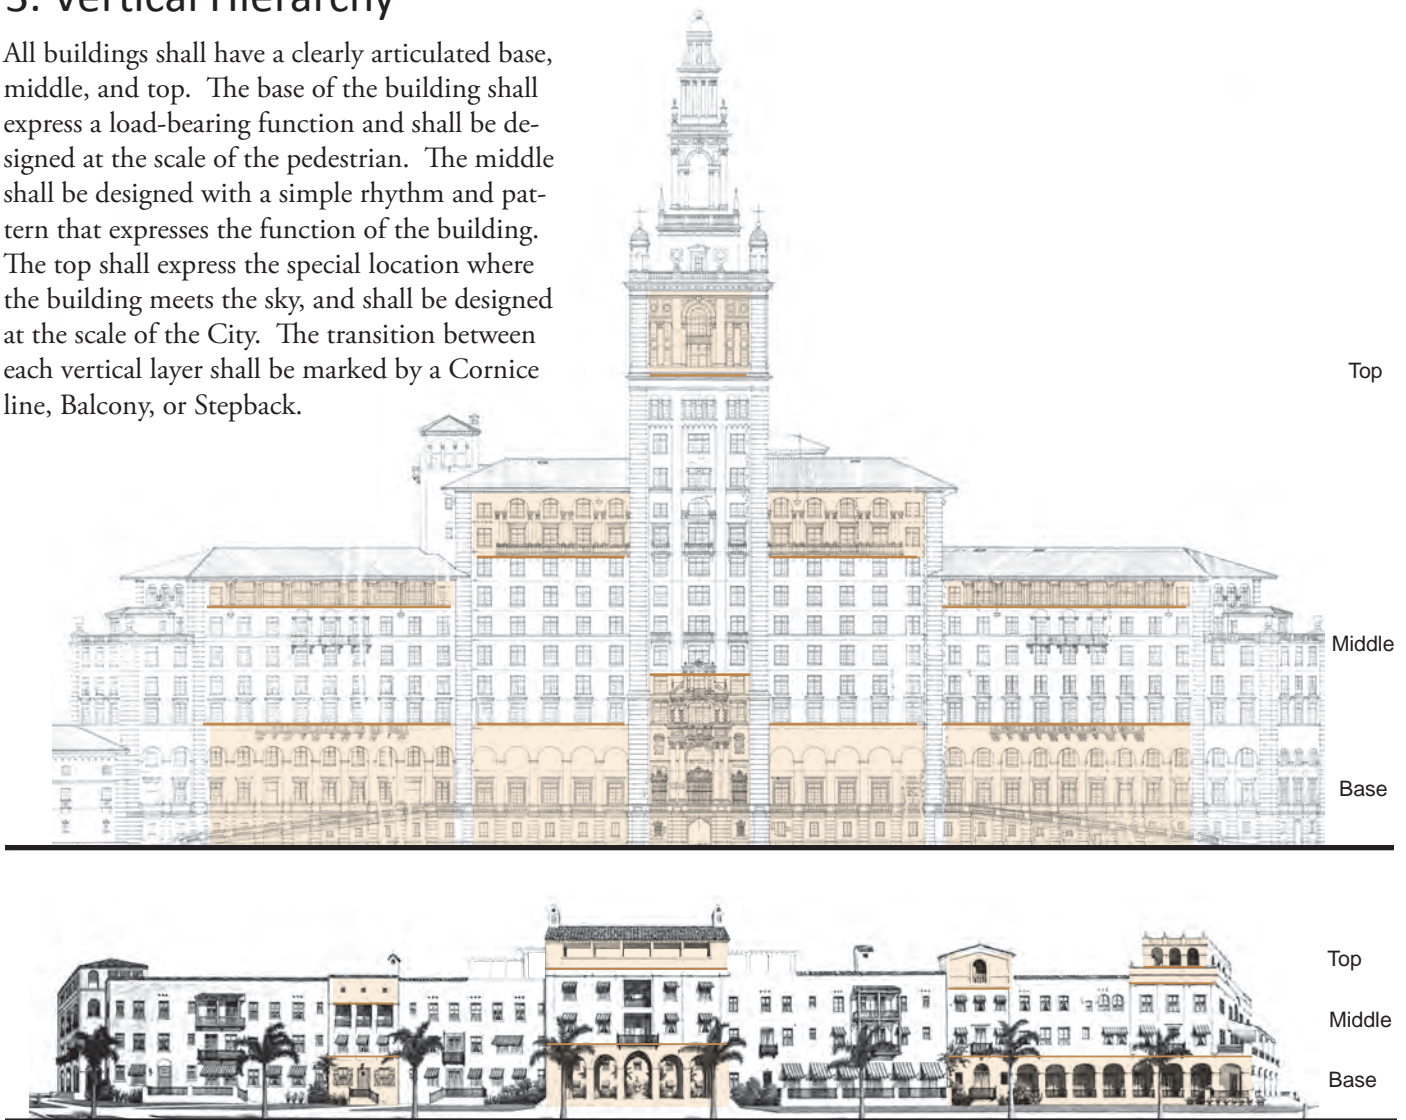 3. Vertical Hierarchy
All buildings shall have a clearly articulated base,
middle, and top. The base of the building shall
express a load-bearing function and shall be de-
signed at the scale of the pedestrian. The middle
shall be designed with a simple rhythm and pat-
tern that expresses the function of the building.
The top shall express the special location where
the building meets the sky, and shall be designed
at the scale of the City. The transition between
each vertical layer shall be marked by a Cornice
line, Balcony, or Stepback.
Top
Middle
Base
Top
Middle
Base